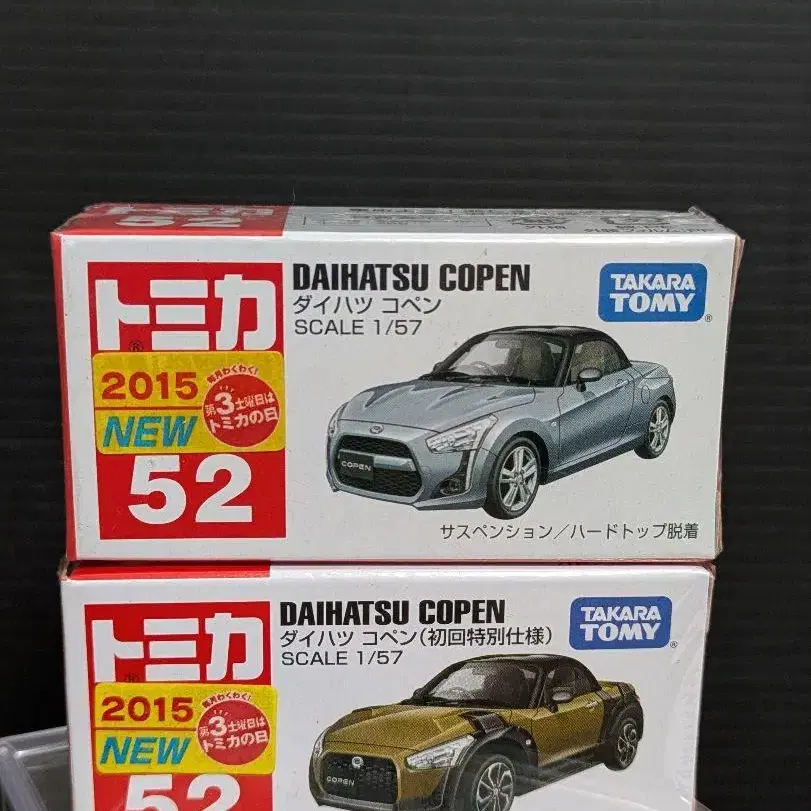 DAIHATSU COPEN
ダイハツ コペン
SCALE 1/57
トミカ
TAKARA
TOMY
2015
NEW
毎月わくわく!
第3土曜日は
トミカの日
52
COPEN
サスペンション/ハードトップ脱着
DAIHATSU COPEN
ダイハツ コペン(初回特別仕様)
SCALE 1/57
トミカ
TAKARA
TOMY
2015
NEW
毎月わくわく!
第3土曜日は
トミカの日
52
COPEN